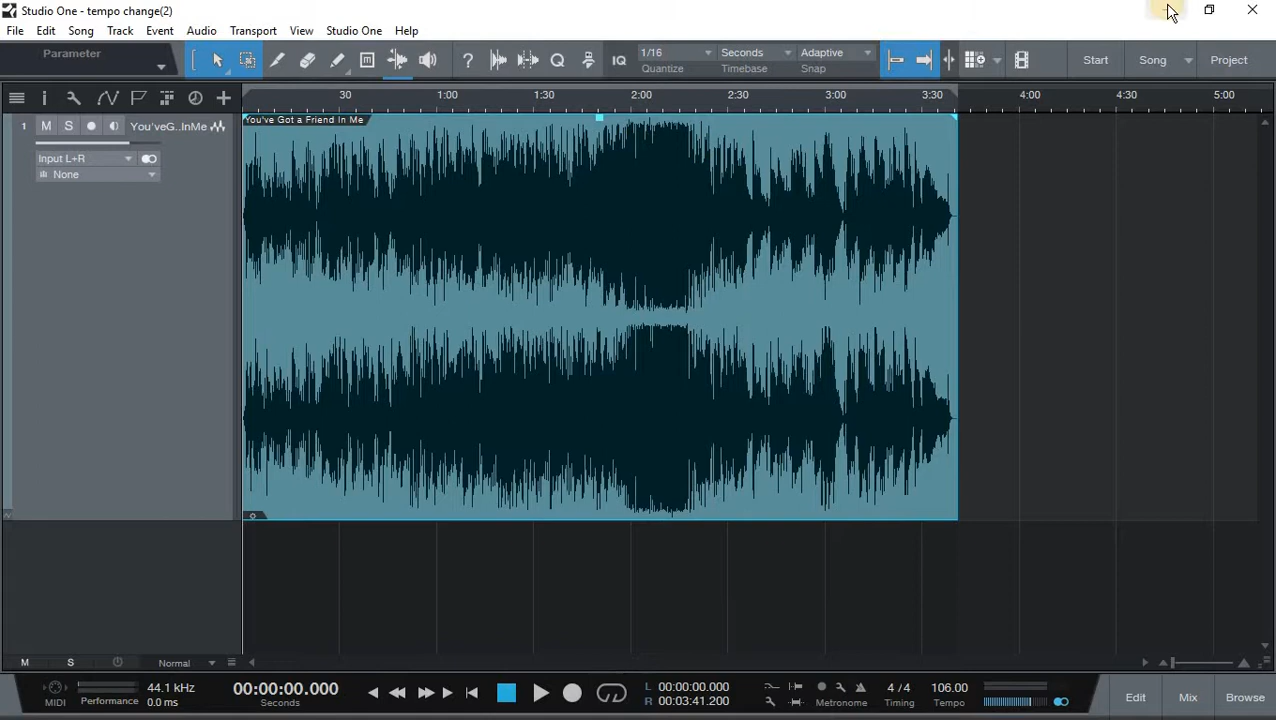 Studio One - tempo change(2)
File Edit Song Track Event Audio Transport View Studio One Help
Parameter
? IQ 1/16 Quantize Seconds Timebase Adaptive Snap Start Song Project
30 1:00 1:30 2:00 2:30 3:00 3:30 4:00 4:30 5:00
1 M S You'veG..InMe
You've Got a Friend In Me
Input L+R
None
M S Normal
MIDI Performance 44.1 kHz 0.0 ms 00:00:00.000 Seconds L 00:00:00.000 R 00:03:41.200 Metronome 4 / 4 Timing 106.00 Tempo Edit Mix Browse